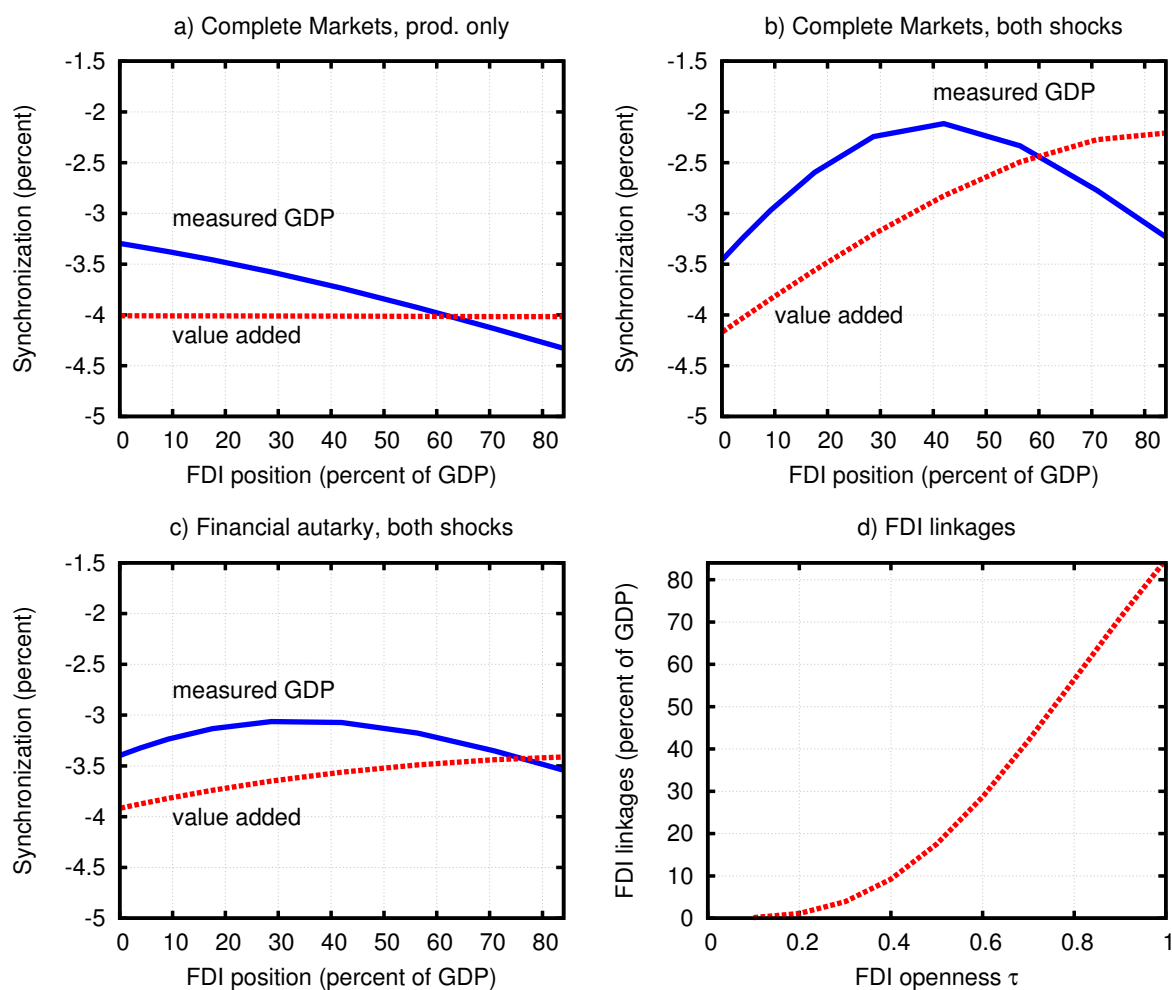 a) Complete Markets, prod. only
Synchronization (percent)
-1.5
-2
-2.5
-3
-3.5
-4
-4.5
-5
measured GDP
value added
0 10 20 30 40 50 60 70 80
FDI position (percent of GDP)
b) Complete Markets, both shocks
Synchronization (percent)
-1.5
-2
-2.5
-3
-3.5
-4
-4.5
-5
measured GDP
value added
0 10 20 30 40 50 60 70 80
FDI position (percent of GDP)
c) Financial autarky, both shocks
Synchronization (percent)
-1.5
-2
-2.5
-3
-3.5
-4
-4.5
-5
measured GDP
value added
0 10 20 30 40 50 60 70 80
FDI position (percent of GDP)
d) FDI linkages
FDI linkages (percent of GDP)
80
70
60
50
40
30
20
10
0
0 0.2 0.4 0.6 0.8 1
FDI openness τ